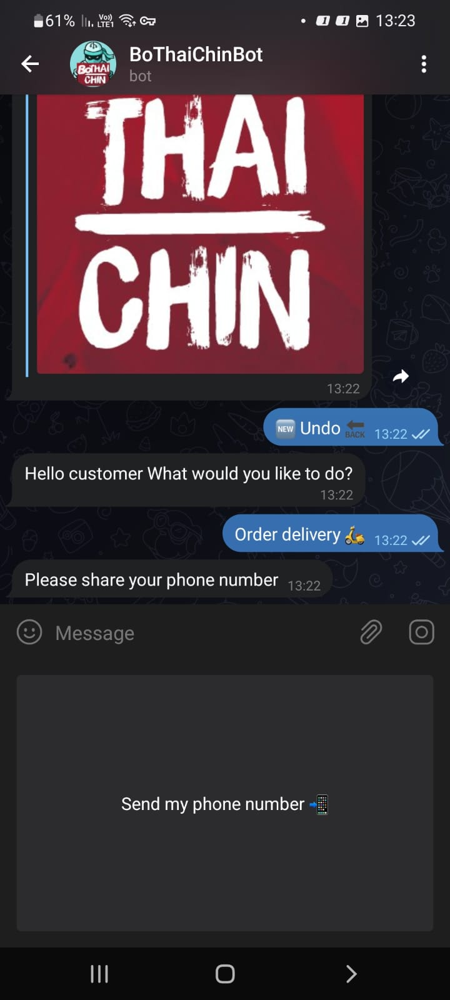 61% Vo)) LTE1 13:23
BoThaiChinBot
bot
BOTHAI
CHIN
THAI
CHIN
13:22
NEW Undo BACK 13:22
Hello customer What would you like to do?
13:22
Order delivery 13:22
Please share your phone number 13:22
Message
Send my phone number